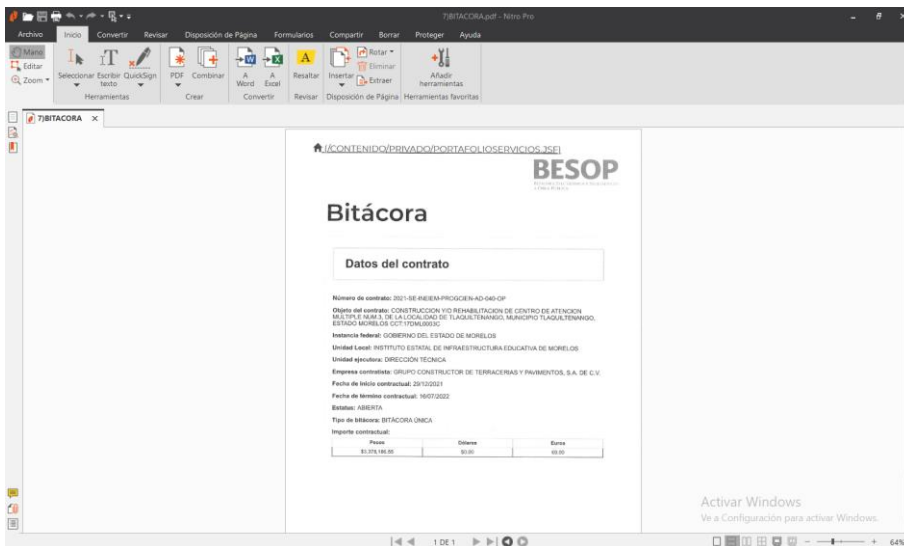 7)BITACORA.pdf - Nitro Pro
Archivo Inicio Convertir Revisar Disposición de Página Formularios Compartir Borrar Proteger Ayuda
Mano
Editar
Zoom
Seleccionar Escribir texto QuickSign
PDF Combinar
A Word A Excel
Resaltar
Insertar Rotar Eliminar Extraer
Añadir herramientas
Herramientas Crear Convertir Revisar Disposición de Página Herramientas favoritas
7)BITACORA
(/CONTENIDO/PRIVADO/PORTAFOLIOSERVICIOS.JSF)
BESOP
Bitácora
Datos del contrato
Número de contrato: 2021-SE-INEIEM-PROGCIEN-AD-040-OP
Objeto del contrato: CONSTRUCCION Y/O REHABILITACION DE CENTRO DE ATENCION
MÚLTIPLE NUM.3, DE LA LOCALIDAD DE TLAQUILTENANGO, MUNICIPIO TLAQUILTENANGO,
ESTADO MORELOS CCT:17DML0003C
Instancia federal: GOBIERNO DEL ESTADO DE MORELOS
Unidad Local: INSTITUTO ESTATAL DE INFRAESTRUCTURA EDUCATIVA DE MORELOS
Unidad ejecutora: DIRECCIÓN TÉCNICA
Empresa contratista: GRUPO CONSTRUCTOR DE TERRACERIAS Y PAVIMENTOS, S.A. DE C.V.
Fecha de inicio contractual: 29/12/2021
Fecha de término contractual: 16/07/2022
Estatus: ABIERTA
Tipo de bitácora: BITÁCORA ÚNICA
Importe contractual:
Pesos Dólares Euros
$0.00
Activar Windows
Ve a Configuración para activar Windows.
1 DE 1
64%